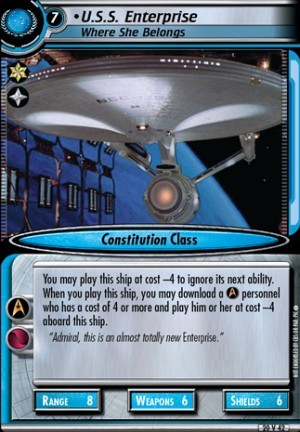 7
•U.S.S. Enterprise
Where She Belongs
Constitution Class
You may play this ship at cost –4 to ignore its next ability.
When you play this ship, you may download a personnel
who has a cost of 4 or more and play him or her at cost –4
aboard this ship.
"Admiral, this is an almost totally new Enterprise."
RANGE 8 WEAPONS 6 SHIELDS 6
20 V 42